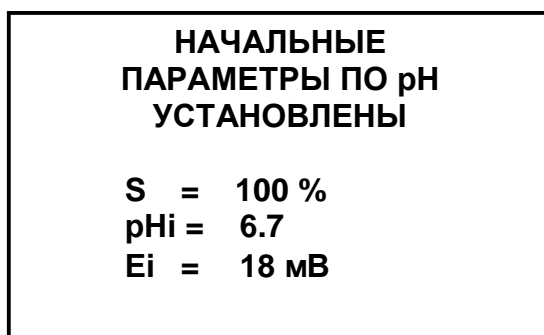 НАЧАЛЬНЫЕ
ПАРАМЕТРЫ ПО pH
УСТАНОВЛЕНЫ
S = 100 %
pHi = 6.7
Ei = 18 мВ